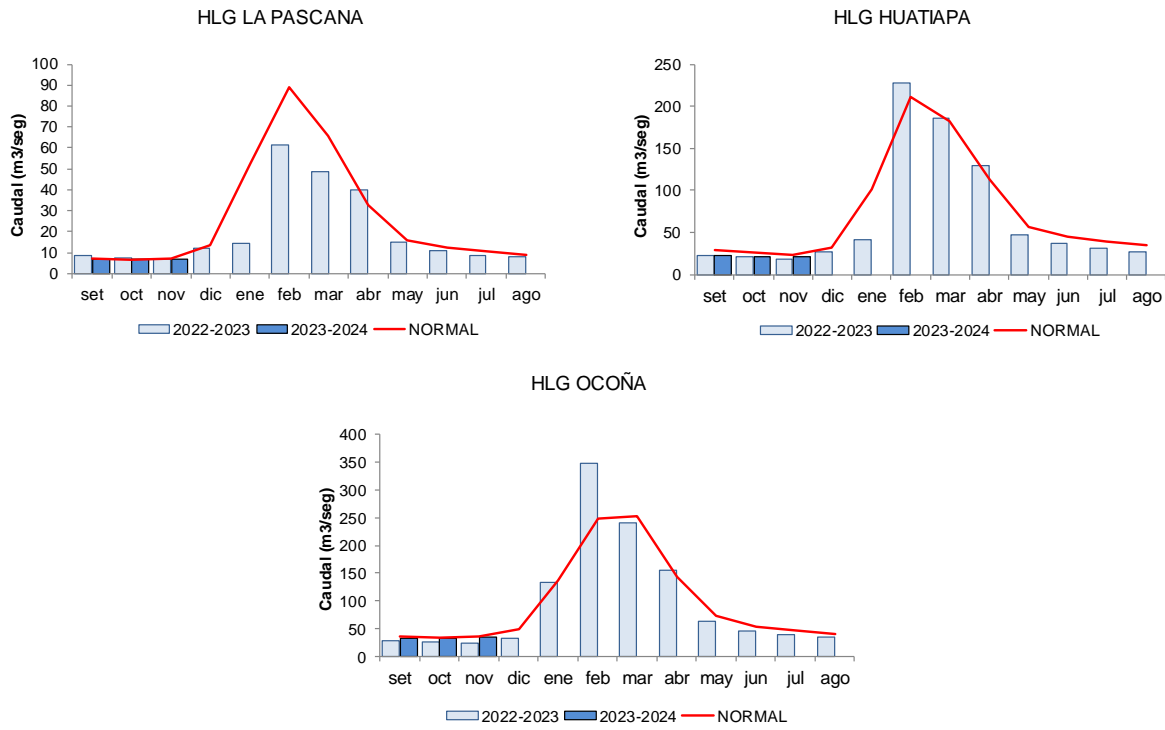 HLG LA PASCANA
Caudal (m3/seg)
100
90
80
70
60
50
40
30
20
10
0
set oct nov dic ene feb mar abr may jun jul ago
2022-2023 2023-2024 NORMAL
HLG HUATIAPA
Caudal (m3/seg)
250
200
150
100
50
0
set oct nov dic ene feb mar abr may jun jul ago
2022-2023 2023-2024 NORMAL
HLG OCOÑA
Caudal (m3/seg)
400
350
300
250
200
150
100
50
0
set oct nov dic ene feb mar abr may jun jul ago
2022-2023 2023-2024 NORMAL